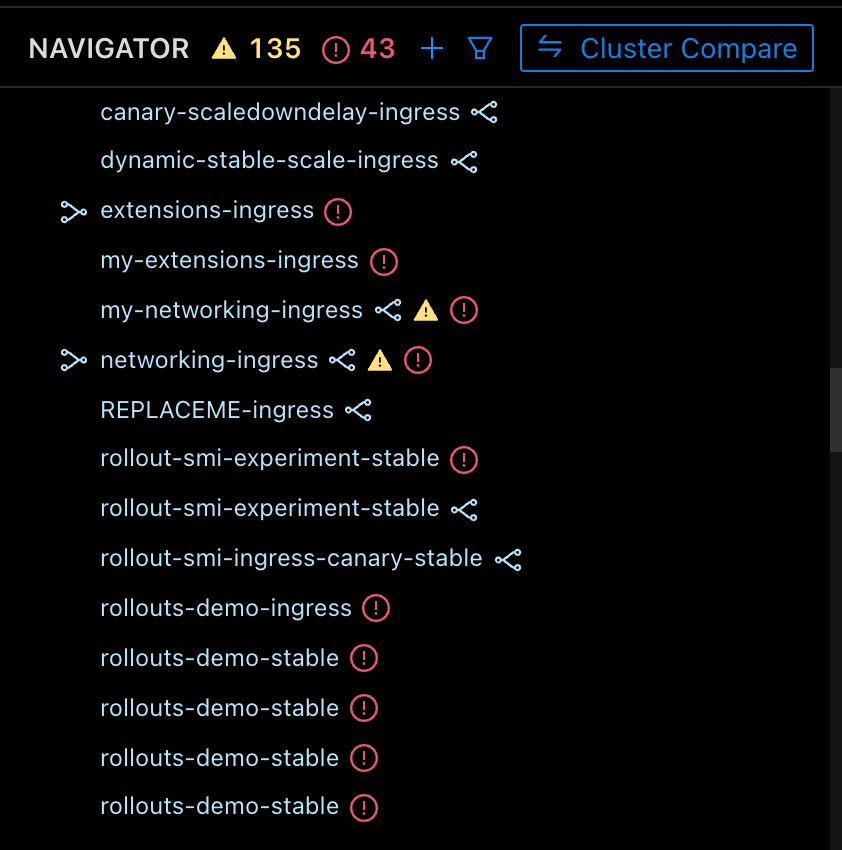 NAVIGATOR 135 43 Cluster Compare
canary-scaledowndelay-ingress
dynamic-stable-scale-ingress
extensions-ingress
my-extensions-ingress
my-networking-ingress
networking-ingress
REPLACEME-ingress
rollout-smi-experiment-stable
rollout-smi-experiment-stable
rollout-smi-ingress-canary-stable
rollouts-demo-ingress
rollouts-demo-stable
rollouts-demo-stable
rollouts-demo-stable
rollouts-demo-stable